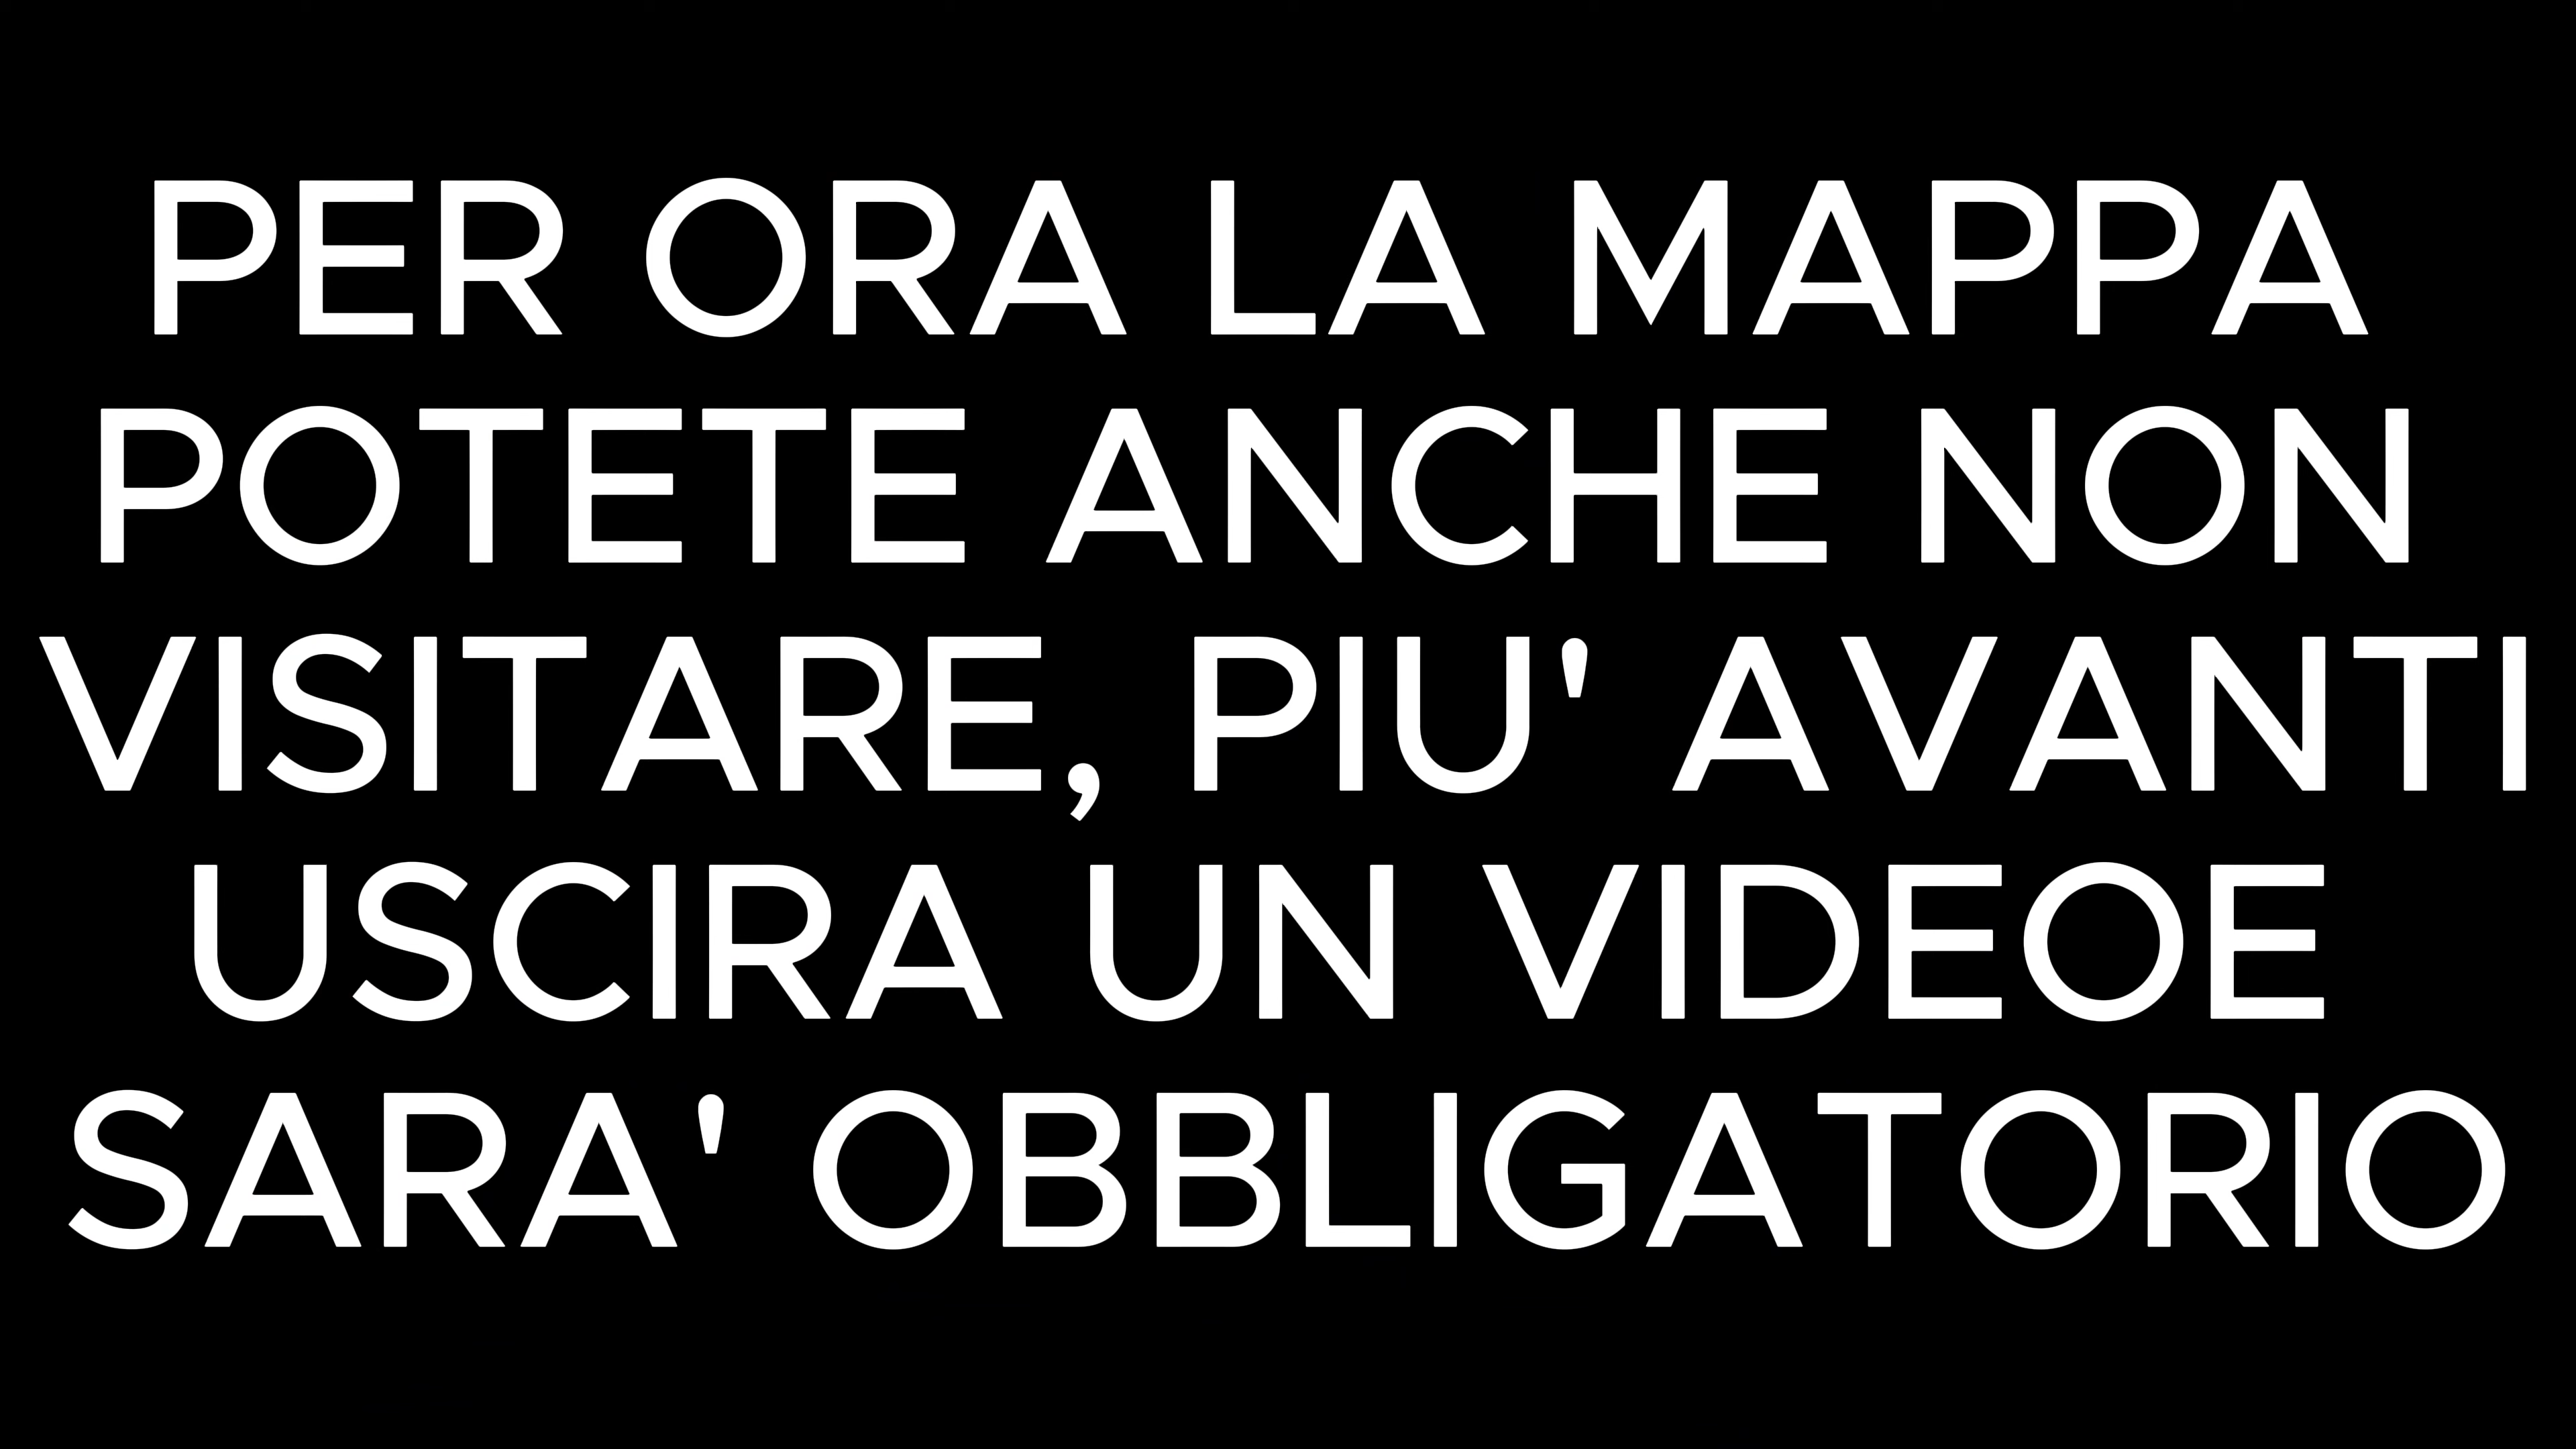 PER ORA LA MAPPA
POTETE ANCHE NON
VISITARE, PIU' AVANTI
USCIRA UN VIDEOE
SARA' OBBLIGATORIO